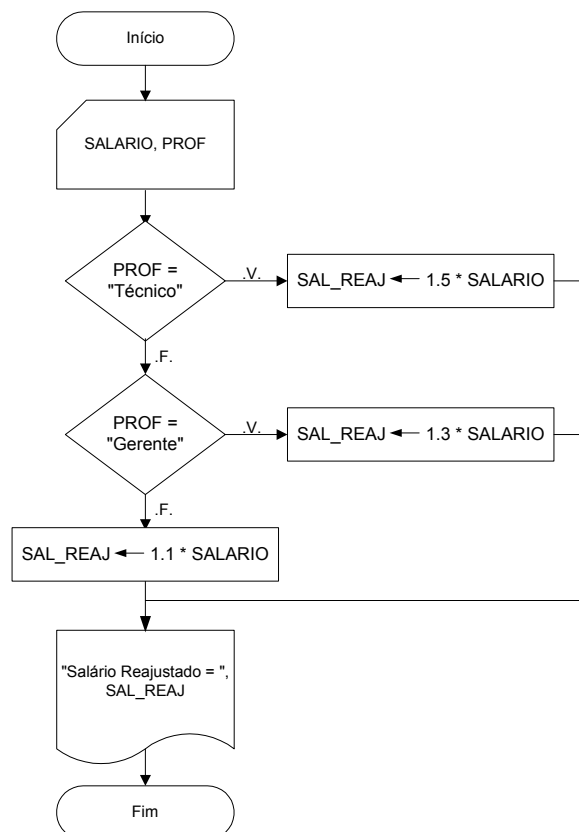 Início
SALARIO, PROF
PROF =
"Técnico"
.V.
SAL_REAJ ← 1.5 * SALARIO
.F.
PROF =
"Gerente"
.V.
SAL_REAJ ← 1.3 * SALARIO
.F.
SAL_REAJ ← 1.1 * SALARIO
"Salário Reajustado = ",
SAL_REAJ
Fim